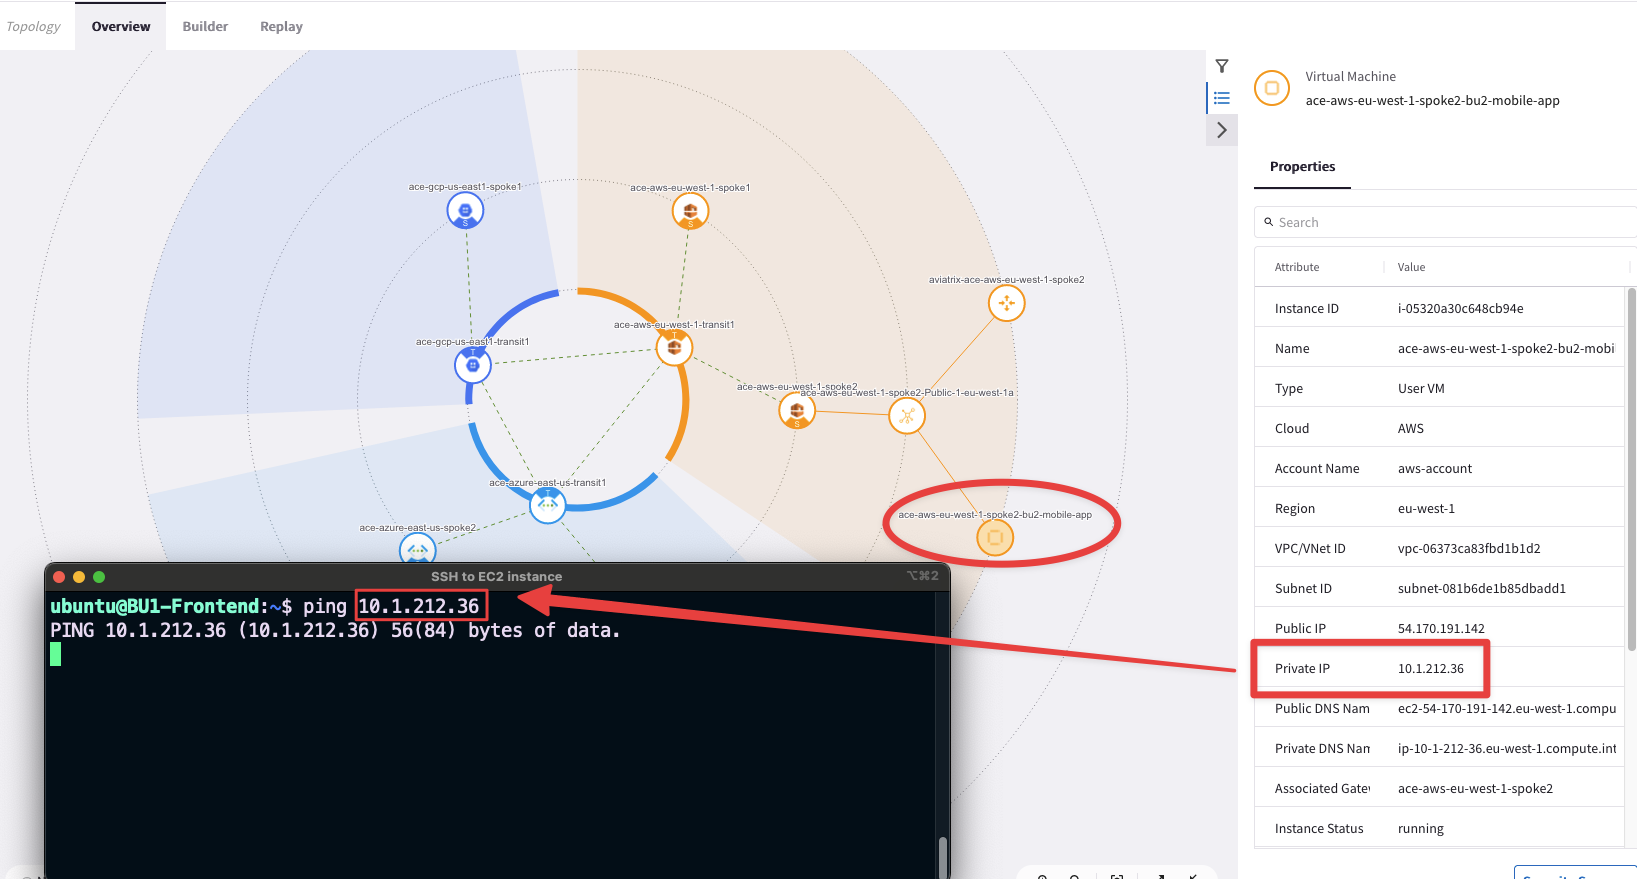 Topology
Overview
Builder
Replay
Virtual Machine
ace-aws-eu-west-1-spoke2-bu2-mobile-app
Properties
Search
Attribute Value
Instance ID i-05320a30c648cb94e
Name ace-aws-eu-west-1-spoke2-bu2-mobi
Type User VM
Cloud AWS
Account Name aws-account
Region eu-west-1
VPC/VNet ID vpc-06373ca83fbd1b1d2
Subnet ID subnet-081b6de1b85dbadd1
Public IP 54.170.191.142
Private IP 10.1.212.36
Public DNS Nam ec2-54-170-191-142.eu-west-1.compu
Private DNS Nam ip-10-1-212-36.eu-west-1.compute.int
Associated Gate ace-aws-eu-west-1-spoke2
Instance Status running
ace-gcp-us-east1-spoke1
S
ace-aws-eu-west-1-spoke1
S
aviatrix-ace-aws-eu-west-1-spoke2
ace-aws-eu-west-1-transit1
T
ace-gcp-us-east1-transit1
T
ace-aws-eu-west-1-spoke2
S
ace-aws-eu-west-1-spoke2-Public-1-eu-west-1a
ace-azure-east-us-transit1
T
ace-aws-eu-west-1-spoke2-bu2-mobile-app
ace-azure-east-us-spoke2
SSH to EC2 instance
⌥⌘2
ubuntu@BU1-Frontend:~$ ping 10.1.212.36
PING 10.1.212.36 (10.1.212.36) 56(84) bytes of data.